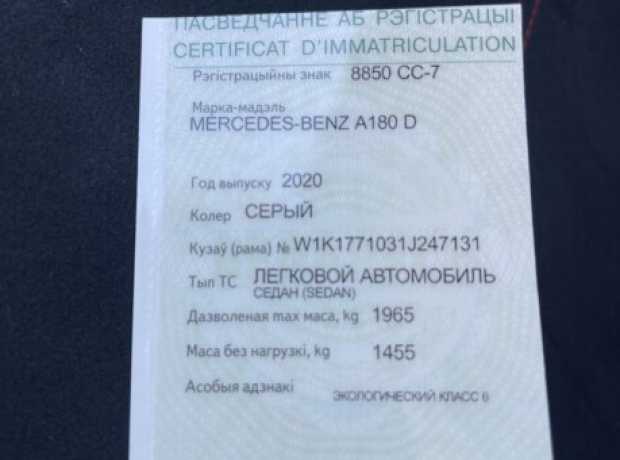 ПАСВЕДЧАННЕ АБ РЭГІСТРАЦЫІ
CERTIFICAT D'IMMATRICULATION
Рэгістрацыйны знак 8850 CC-7
Марка-мадэль
MERCEDES-BENZ A180 D
Год выпуску 2020
Колер СЕРЫЙ
Кузаў (рама) № W1K1771031J247131
Тып ТС ЛЕГКОВОЙ АВТОМОБИЛЬ
СЕДАН (SEDAN)
Дазволеная max маса, kg 1965
Маса без нагрузкі, kg 1455
Асобыя адзнакі
ЭКОЛОГИЧЕСКИЙ КЛАСС 6